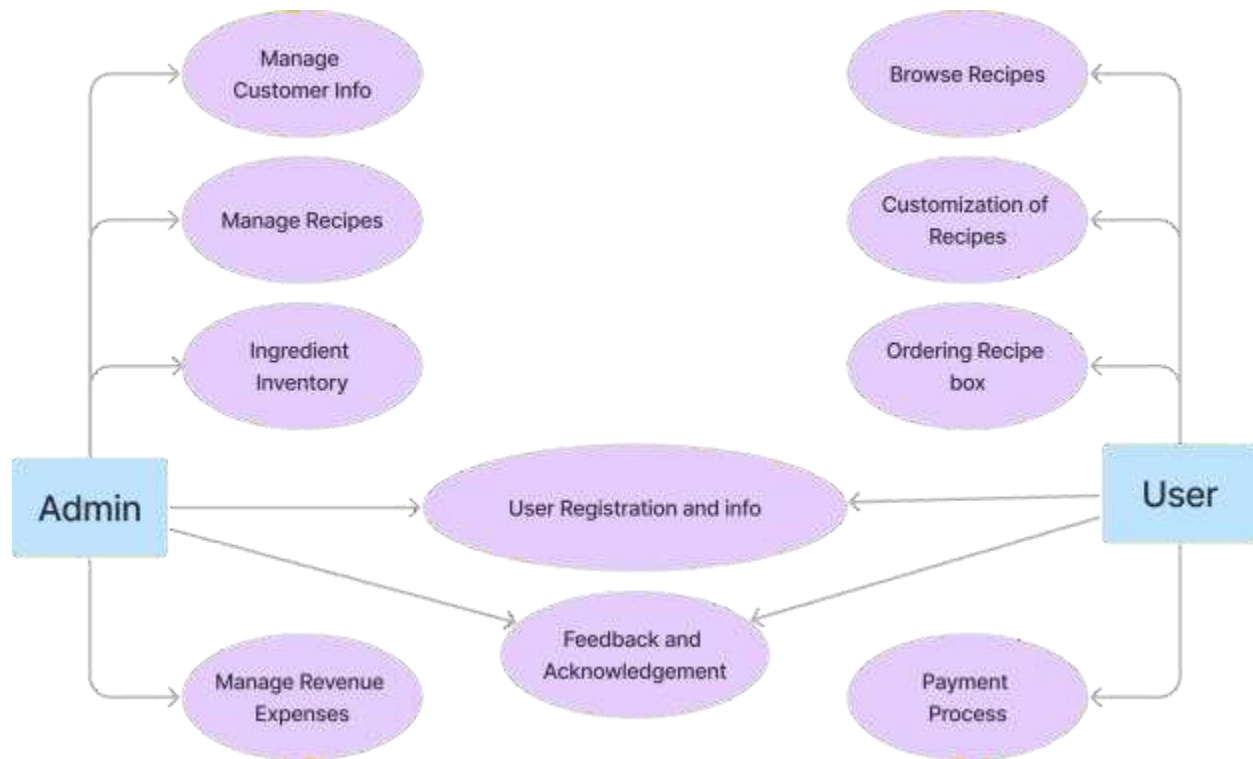 Manage
Customer Info
Browse Recipes
Manage Recipes
Customization of
Recipes
Ingredient
Inventory
Ordering Recipe
box
Admin
User Registration and info
User
Feedback and
Acknowledgement
Manage Revenue
Expenses
Payment
Process